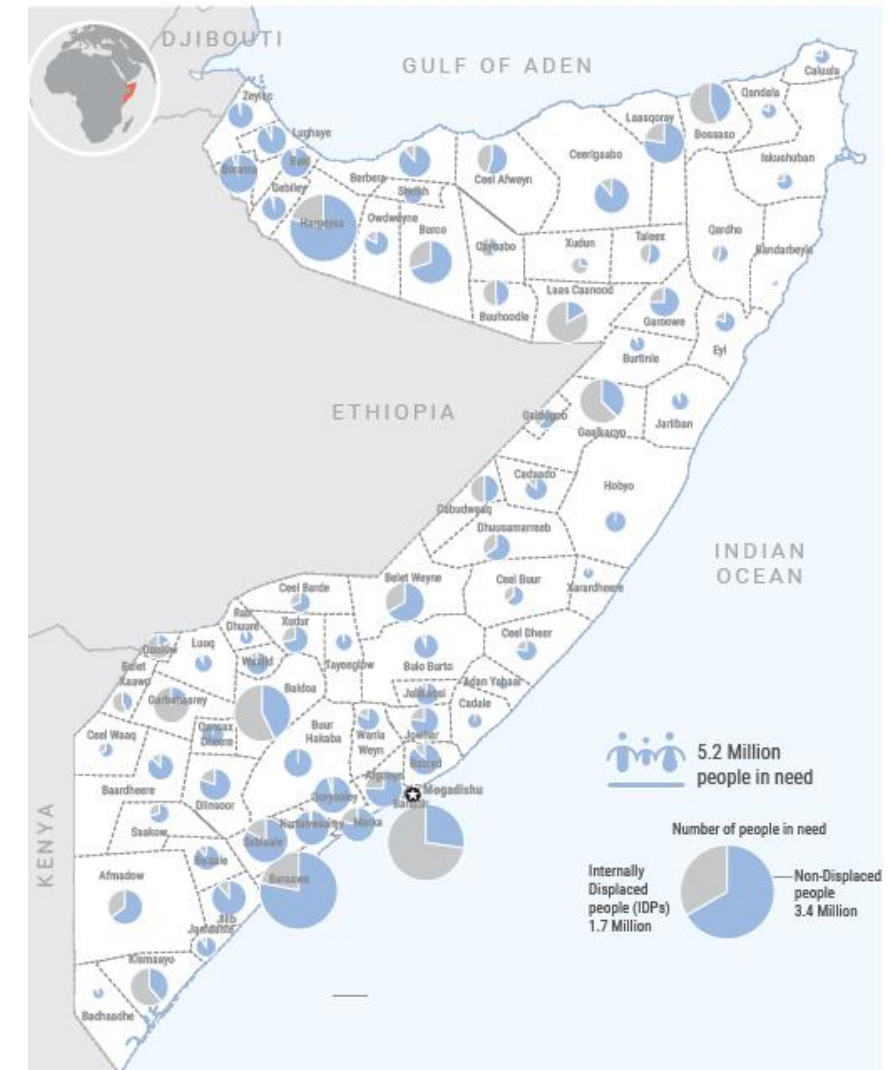 DJIBOUTI
GULF OF ADEN
Caluula
Qandala
Zeylac
Laasqoray
Bossaso
Lughaye
Iskushuban
Baki
Ceerigaabo
Borama
Berbera
Ceel Afweyn
Gebiley
Sheikh
Hargeysa
Owdweyne
Burco
Qardho
Taleex
Caynabo
Xudun
Bandarbeyla
Laas Caanood
Buuhoodle
Garoowe
Eyl
Burtinle
ETHIOPIA
Galdogob
Jariiban
Gaalkacyo
Cadaado
Hobyo
Cabudwaaq
Dhuusamarreeb
INDIAN
OCEAN
Belet Weyne
Ceel Buur
Ceel Barde
Xarardheere
Rab
Dhuure
Xudur
Ceel Dheer
Luuq
Doolow
Waajid
Tayeeglow
Bulo Burto
Belet
Xaawo
Adan Yabaal
Baidoa
Jalalaqsi
Garbahaarey
Cadale
Buur
Hakaba
Qansax
Dheere
Wanla
Weyn
Jowhar
Ceel Waaq
Balcad
5.2 Million
people in need
Afgooye
Baardheere
Diinsoor
Mogadishu
Qoryooley
Banadir
Saakow
Kurtunwaarey
Marka
Number of people in need
KENYA
Sablaale
Bu'aale
Internally
Displaced
people (IDPs)
1.7 Million
Non-Displaced
people
3.4 Million
Afmadow
Baraawe
Jilib
Jamaame
Kismaayo
Badhaadhe